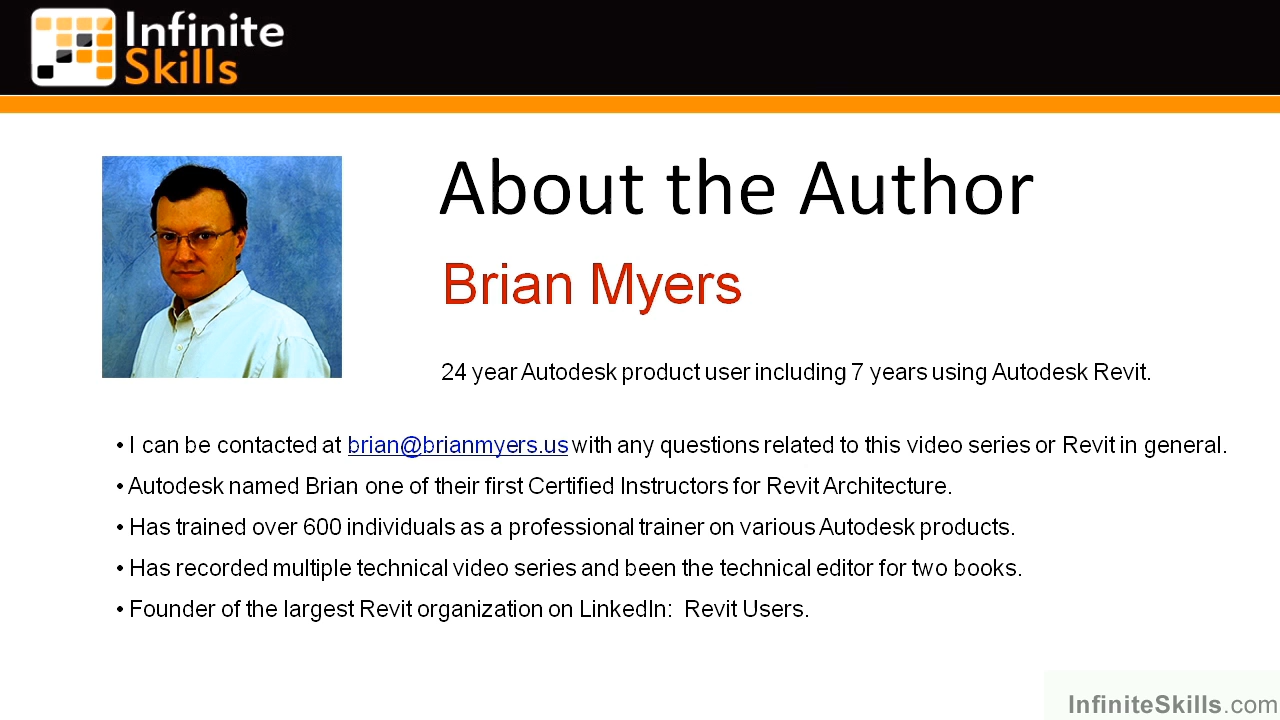 Infinite
Skills
About the Author
Brian Myers
24 year Autodesk product user including 7 years using Autodesk Revit.
• I can be contacted at brian@brianmyers.us with any questions related to this video series or Revit in general.
• Autodesk named Brian one of their first Certified Instructors for Revit Architecture.
• Has trained over 600 individuals as a professional trainer on various Autodesk products.
• Has recorded multiple technical video series and been the technical editor for two books.
• Founder of the largest Revit organization on LinkedIn:  Revit Users.
InfiniteSkills.com